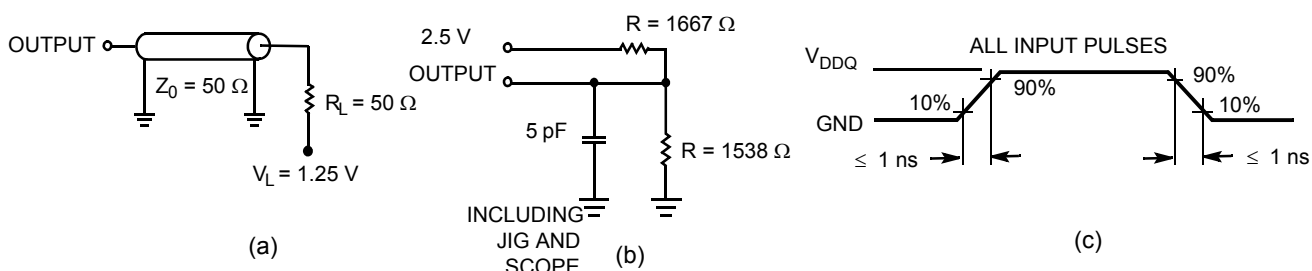 OUTPUT
Z0 = 50 Ω
RL = 50 Ω
VL = 1.25 V
(a)
R = 1667 Ω
2.5 V
OUTPUT
5 pF
R = 1538 Ω
INCLUDING
JIG AND
SCOPE
(b)
ALL INPUT PULSES
VDDQ
GND
10%
90%
90%
10%
≤ 1 ns
≤ 1 ns
(c)